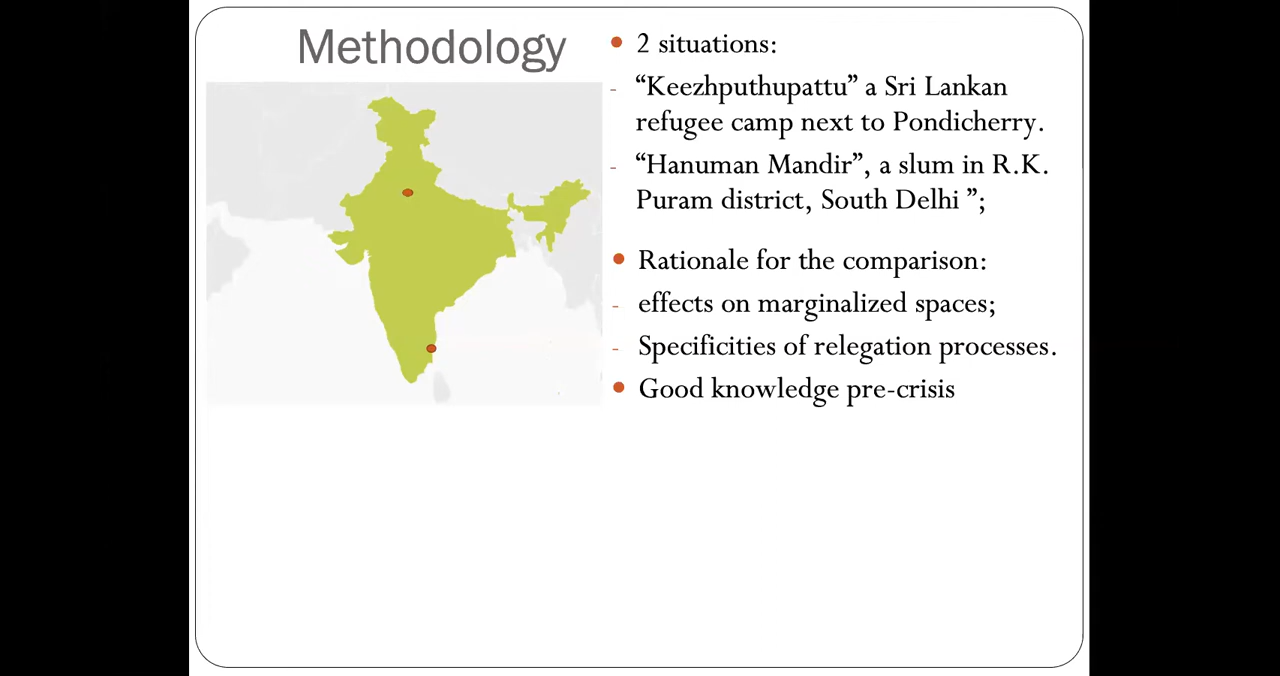 Methodology
• 2 situations:
- “Keezhputhupattu” a Sri Lankan
refugee camp next to Pondicherry.
- “Hanuman Mandir”, a slum in R.K.
Puram district, South Delhi ”;
• Rationale for the comparison:
- effects on marginalized spaces;
- Specificities of relegation processes.
• Good knowledge pre-crisis